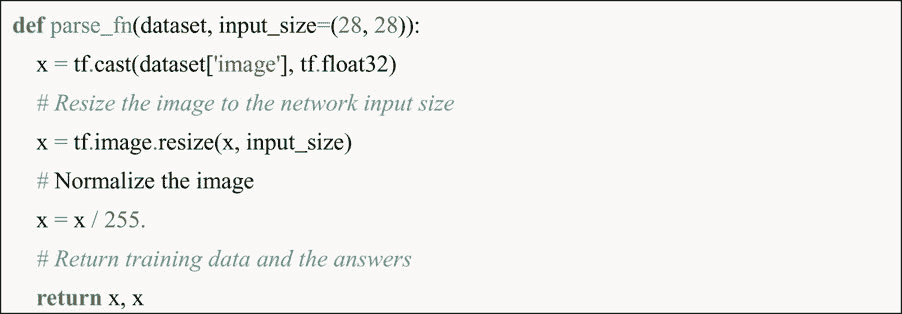 def parse_fn(dataset, input_size=(28, 28)):
    x = tf.cast(dataset['image'], tf.float32)
    # Resize the image to the network input size
    x = tf.image.resize(x, input_size)
    # Normalize the image
    x = x / 255.
    # Return training data and the answers
    return x, x